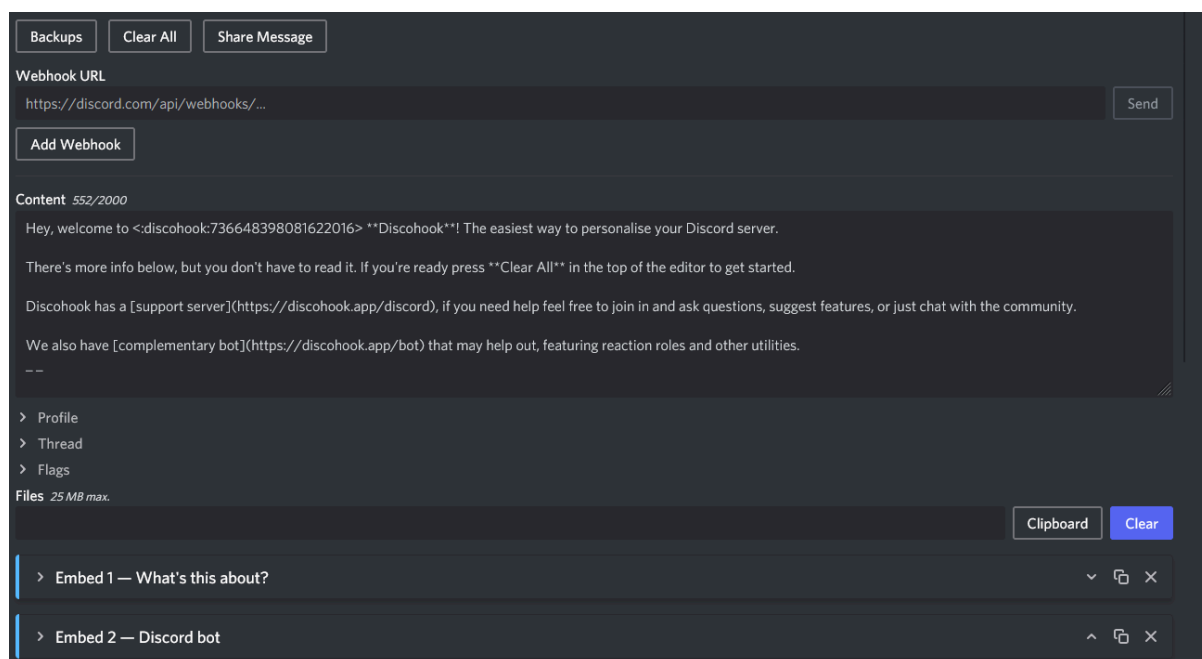 Backups Clear All Share Message
Webhook URL
https://discord.com/api/webhooks/... Send
Add Webhook
Content 552/2000
Hey, welcome to <:discohook:736648398081622016> **Discohook**! The easiest way to personalise your Discord server.
There's more info below, but you don't have to read it. If you're ready press **Clear All** in the top of the editor to get started.
Discohook has a [support server](https://discohook.app/discord), if you need help feel free to join in and ask questions, suggest features, or just chat with the community.
We also have [complementary bot](https://discohook.app/bot) that may help out, featuring reaction roles and other utilities.
_ _
Profile
Thread
Flags
Files 25 MB max.
Clipboard Clear
Embed 1 — What's this about?
Embed 2 — Discord bot